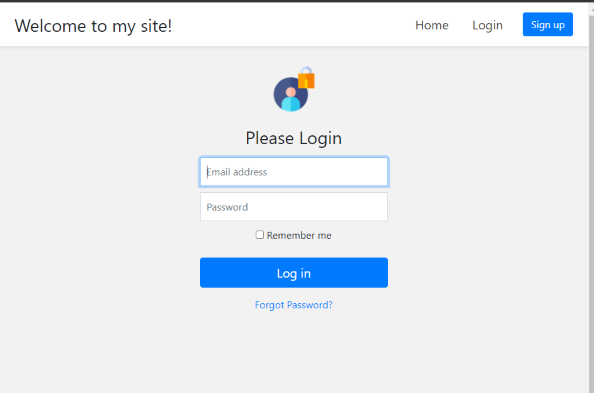 Welcome to my site! Home Login Sign up
Please Login
Email address
Password
Remember me
Log in
Forgot Password?